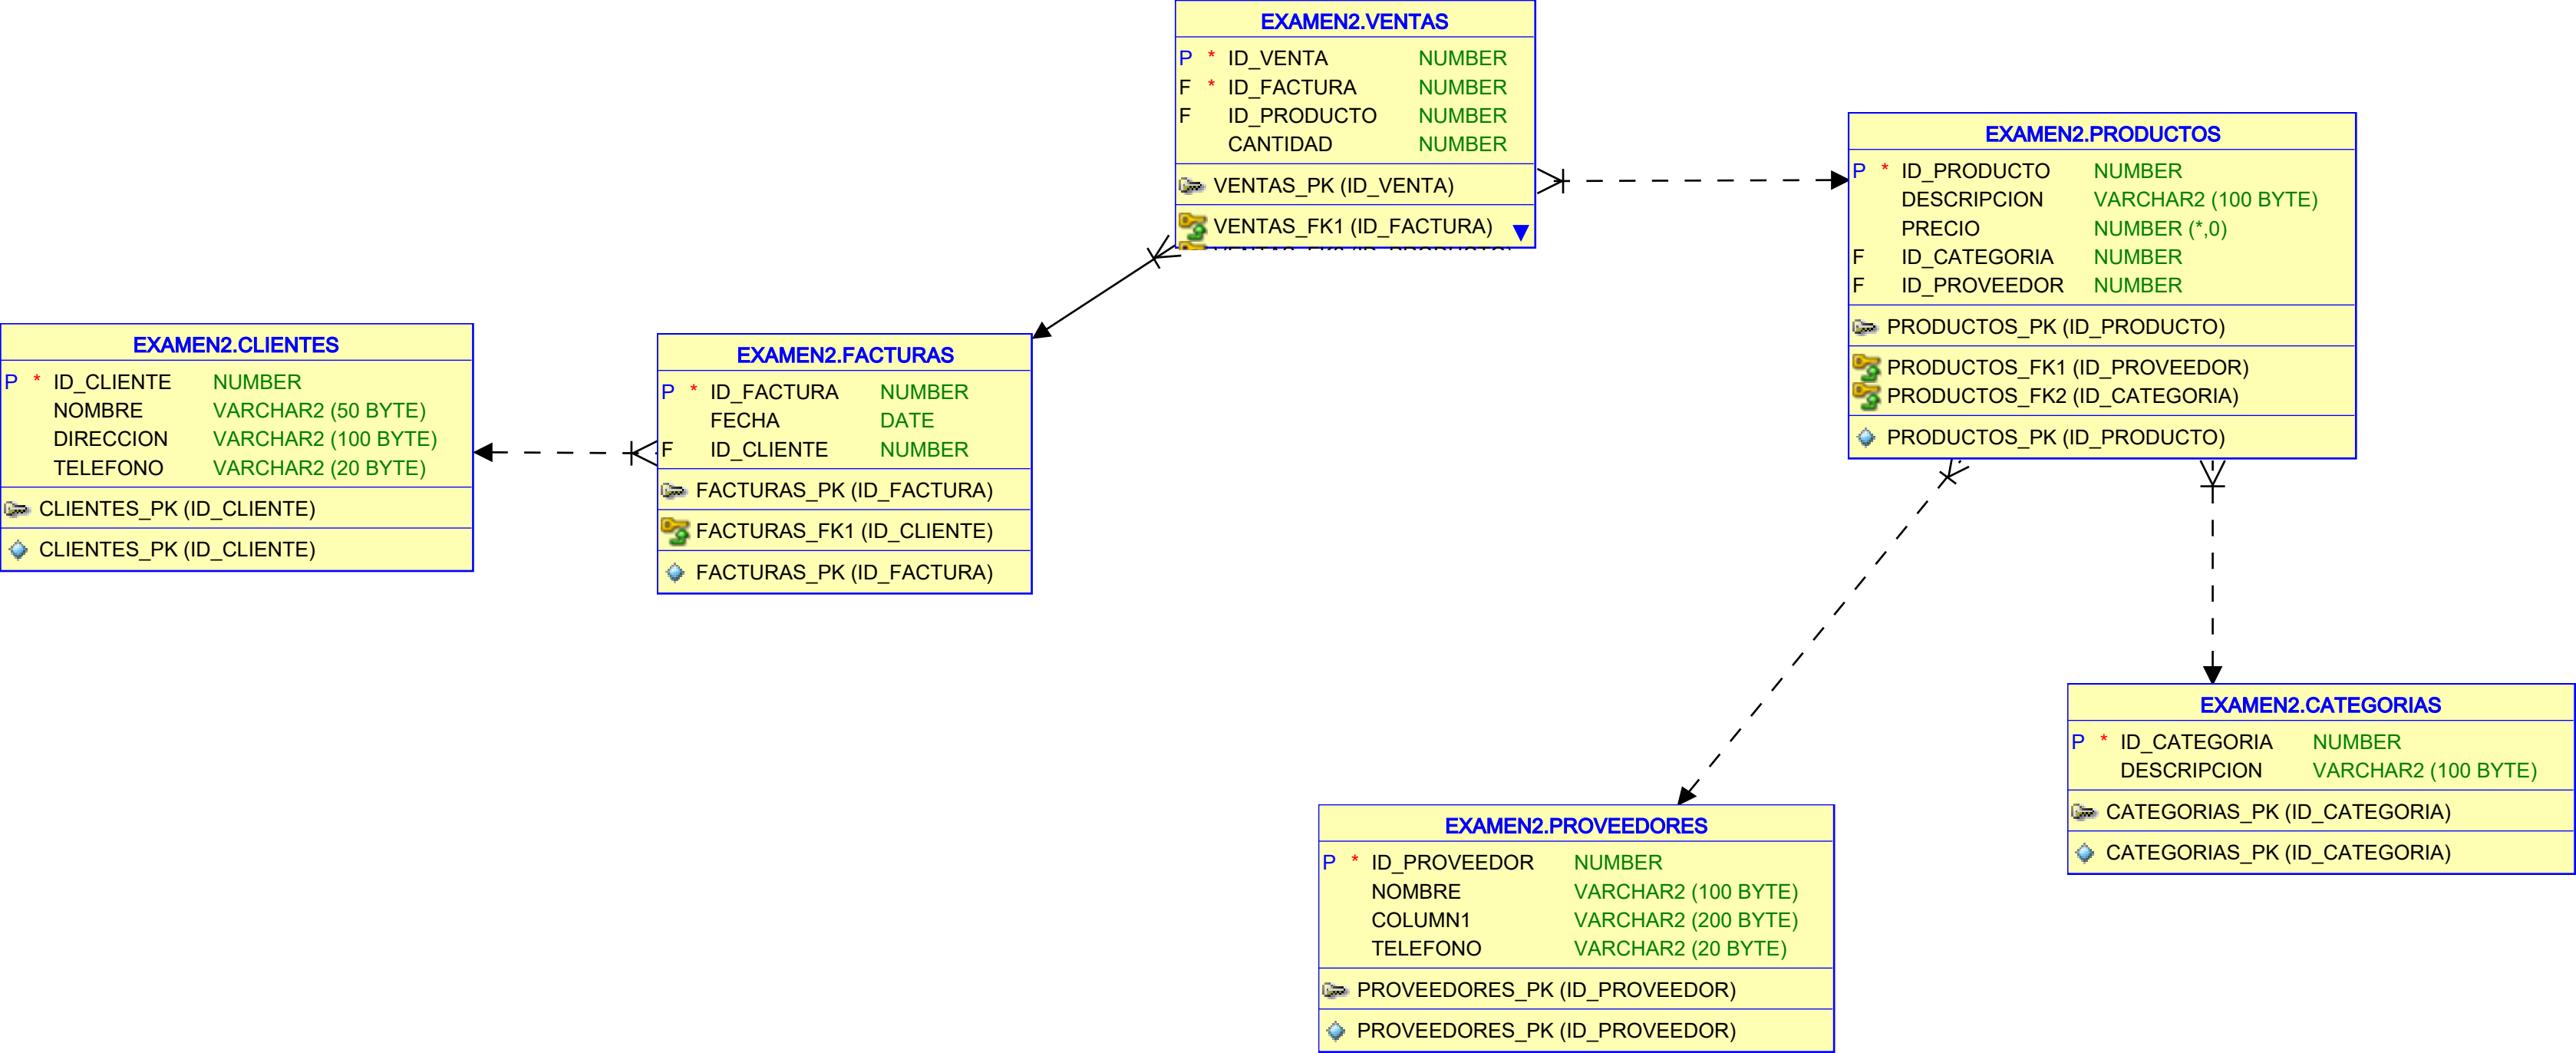 EXAMEN2.VENTAS
P * ID_VENTA NUMBER
F * ID_FACTURA NUMBER
F ID_PRODUCTO NUMBER
CANTIDAD NUMBER
VENTAS_PK (ID_VENTA)
VENTAS_FK1 (ID_FACTURA)
EXAMEN2.PRODUCTOS
P * ID_PRODUCTO NUMBER
DESCRIPCION VARCHAR2 (100 BYTE)
PRECIO NUMBER (*,0)
F ID_CATEGORIA NUMBER
F ID_PROVEEDOR NUMBER
PRODUCTOS_PK (ID_PRODUCTO)
PRODUCTOS_FK1 (ID_PROVEEDOR)
PRODUCTOS_FK2 (ID_CATEGORIA)
PRODUCTOS_PK (ID_PRODUCTO)
EXAMEN2.CLIENTES
P * ID_CLIENTE NUMBER
NOMBRE VARCHAR2 (50 BYTE)
DIRECCION VARCHAR2 (100 BYTE)
TELEFONO VARCHAR2 (20 BYTE)
CLIENTES_PK (ID_CLIENTE)
CLIENTES_PK (ID_CLIENTE)
EXAMEN2.FACTURAS
P * ID_FACTURA NUMBER
FECHA DATE
F ID_CLIENTE NUMBER
FACTURAS_PK (ID_FACTURA)
FACTURAS_FK1 (ID_CLIENTE)
FACTURAS_PK (ID_FACTURA)
EXAMEN2.CATEGORIAS
P * ID_CATEGORIA NUMBER
DESCRIPCION VARCHAR2 (100 BYTE)
CATEGORIAS_PK (ID_CATEGORIA)
CATEGORIAS_PK (ID_CATEGORIA)
EXAMEN2.PROVEEDORES
P * ID_PROVEEDOR NUMBER
NOMBRE VARCHAR2 (100 BYTE)
COLUMN1 VARCHAR2 (200 BYTE)
TELEFONO VARCHAR2 (20 BYTE)
PROVEEDORES_PK (ID_PROVEEDOR)
PROVEEDORES_PK (ID_PROVEEDOR)